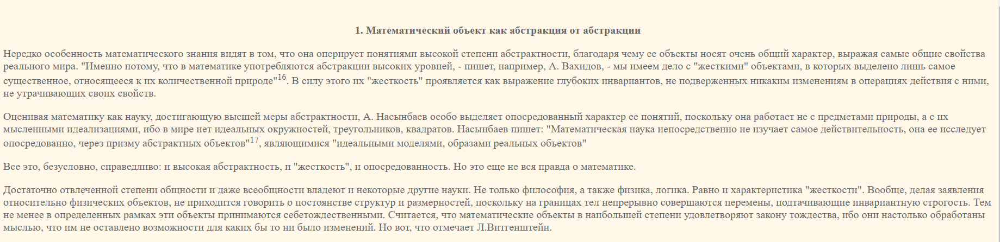 1. Математический объект как абстракция от абстракции
Нередко особенность математического знания видят в том, что она оперирует понятиями высокой степени абстрактности, благодаря чему ее объекты носят очень общий характер, выражая самые общие свойства
реального мира. "Именно потому, что в математике употребляются абстракции высоких уровней, - пишет, например, А. Вахидов, - мы имеем дело с "жесткими" объектами, в которых выделено лишь самое
существенное, относящееся к их количественной природе"16. В силу этого их "жесткость" проявляется как выражение глубоких инвариантов, не подверженных никаким изменениям в операциях действия с ними,
не утрачивающих своих свойств.
Оценивая математику как науку, достигающую высшей меры абстрактности, А. Насынбаев особо выделяет опосредованный характер ее понятий, поскольку она работает не с предметами природы, а с их
мысленными идеализациями, ибо в мире нет идеальных окружностей, треугольников, квадратов. Насынбаев пишет: "Математическая наука непосредственно не изучает самое действительность, она ее исследует
опосредованно, через призму абстрактных объектов"17, являющимися "идеальными моделями, образами реальных объектов"
Все это, безусловно, справедливо: и высокая абстрактность, и "жесткость", и опосредованность. Но это еще не вся правда о математике.
Достаточно отвлеченной степени общности и даже всеобщности владеют и некоторые другие науки. Не только философия, а также физика, логика. Равно и характеристика "жесткости". Вообще, делая заявления
относительно физических объектов, не приходится говорить о постоянстве структур и размерностей, поскольку на границах тел непрерывно совершаются перемены, подтачивающие инвариантную строгость. Тем
не менее в определенных рамках эти объекты принимаются себетождественными. Считается, что математические объекты в наибольшей степени удовлетворяют закону тождества, ибо они настолько обработаны
мыслью, что им не оставлено возможности для каких бы то ни было изменений. Но вот, что отмечает Л.Витгенштейн.